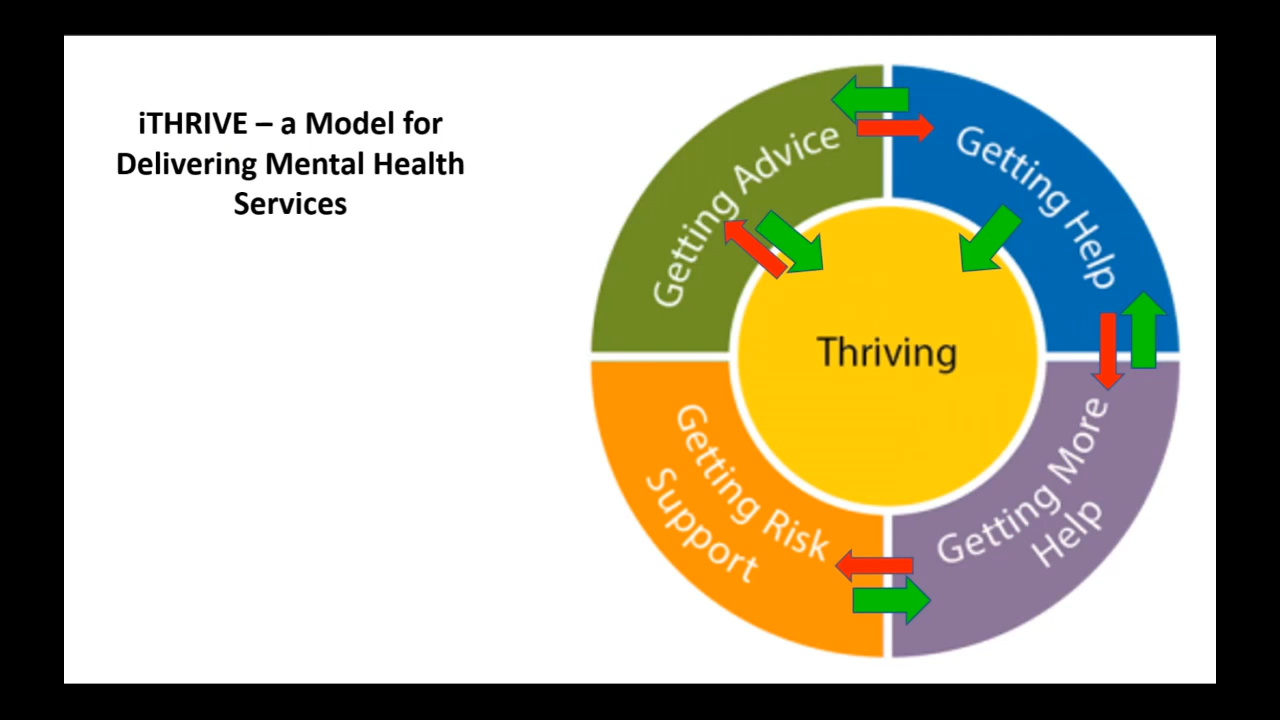 iTHRIVE – a Model for
Delivering Mental Health
Services
Getting Advice
Getting Help
Thriving
Getting Risk
Support
Getting More
Help